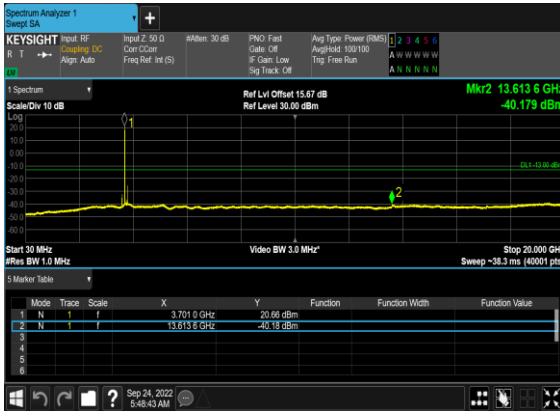 Spectrum Analyzer 1
Swept SA
+
KEYSIGHT Input: RF Input Z: 50 Ω #Atten: 30 dB PNO: Fast Avg Type: Power (RMS) 1 2 3 4 5 6
R T Coupling: DC Corr CCorr Gate: Off Avg|Hold: 100/100 A W W W W W
Align: Auto Freq Ref: Int (S) IF Gain: Low Trig: Free Run
Sig Track: Off A N N N N N
1 Spectrum
Ref Lvl Offset 15.67 dB
Mkr2 13.613 6 GHz
Scale/Div 10 dB
Ref Level 30.00 dBm
-40.179 dBm
Log
1
20.0
10.0
0.00
-10.0
DL1 -13.00 dBm
-20.0
-30.0
2
-40.0
-50.0
-60.0
Start 30 MHz
Video BW 3.0 MHz*
Stop 20.000 GH
#Res BW 1.0 MHz
Sweep ~38.3 ms (40001 pts
5 Marker Table
Mode Trace Scale X Y Function Function Width Function Value
1 N 1 f 3.701 0 GHz 20.66 dBm
2 N 1 f 13.613 6 GHz -40.18 dBm
3
4
5
6
?
Sep 24, 2022
5:48:43 AM